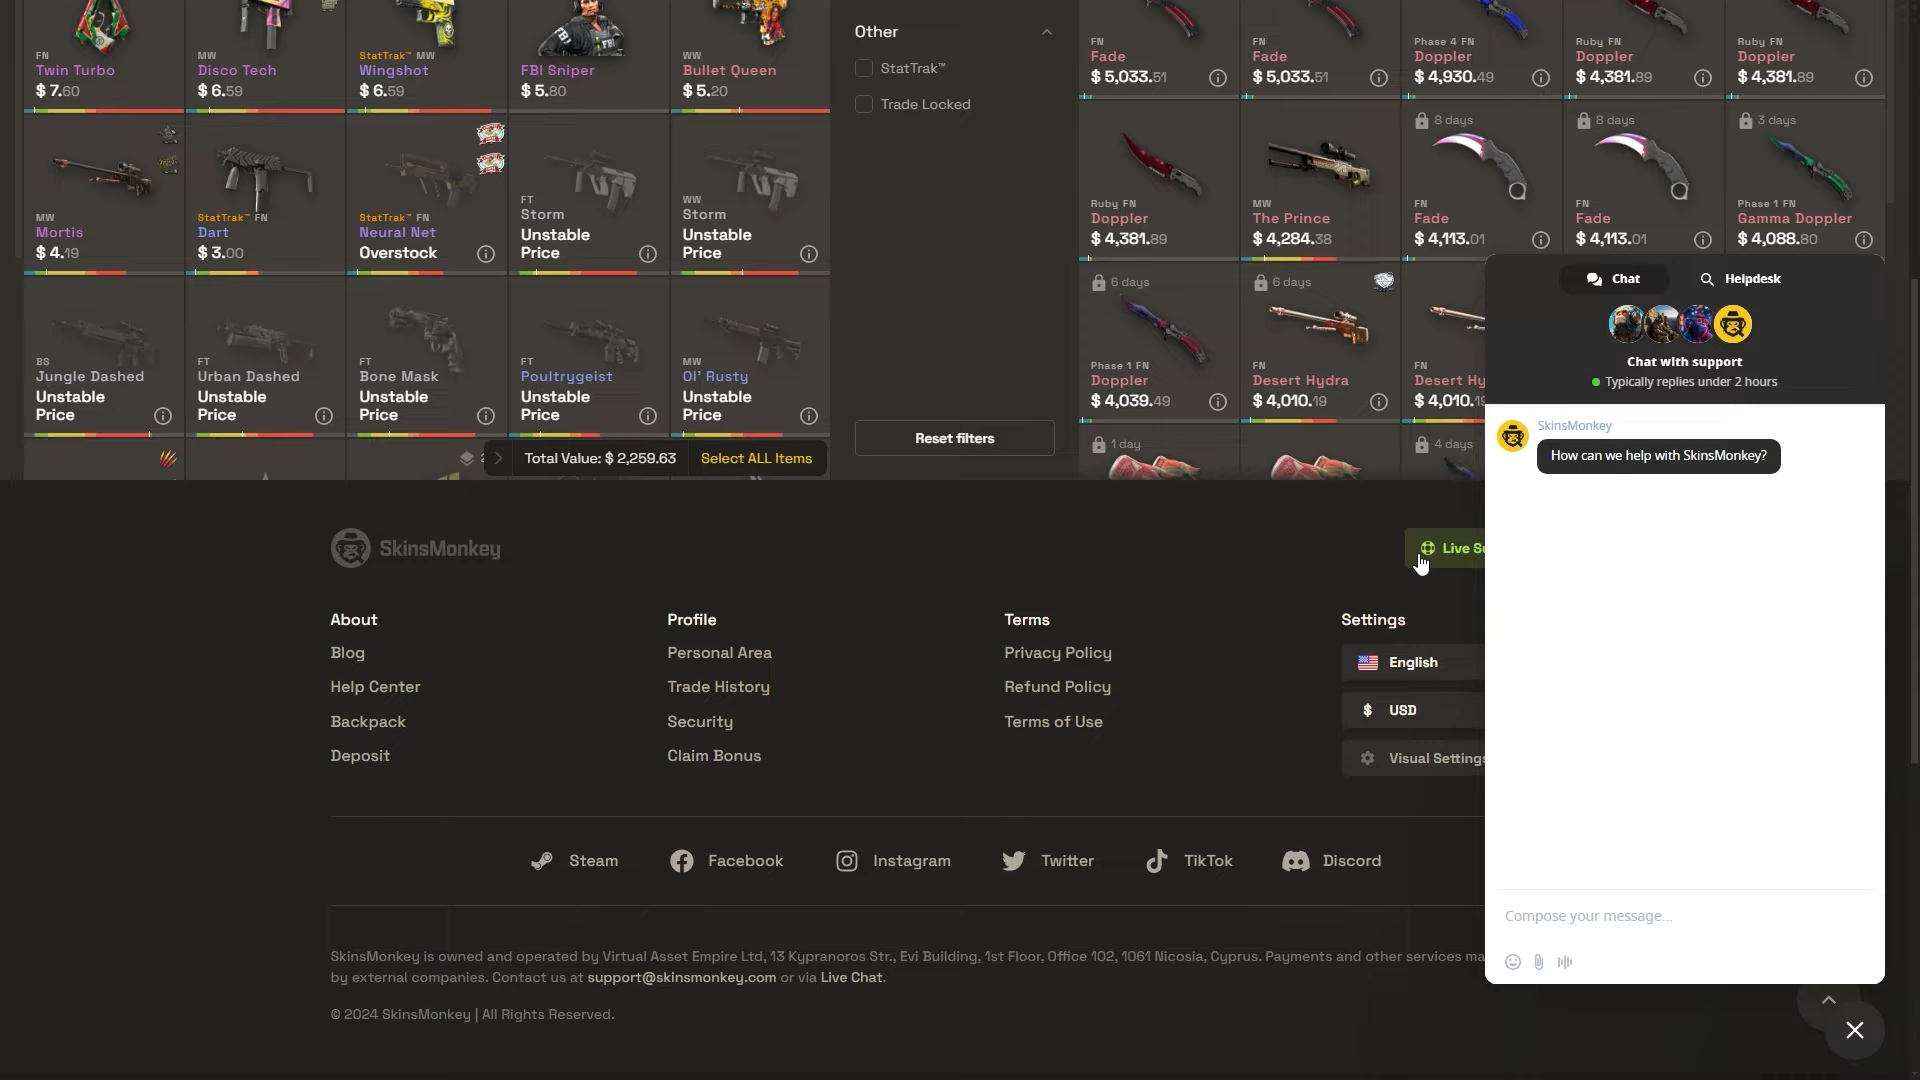 FN
Twin Turbo
$ 7.60
MW
Disco Tech
$ 6.59
StatTrak™ MW
Wingshot
$ 6.59
FBI Sniper
$ 5.80
WW
Bullet Queen
$ 5.20
MW
Mortis
$ 4.19
StatTrak™ FN
Dart
$ 3.00
StatTrak™ FN
Neural Net
Overstock
FT
Storm
Unstable
Price
WW
Storm
Unstable
Price
BS
Jungle Dashed
Unstable
Price
FT
Urban Dashed
Unstable
Price
FT
Bone Mask
Unstable
Price
FT
Poultrygeist
Unstable
Price
MW
Ol' Rusty
Unstable
Price
Total Value: $ 2,259.63
Select ALL Items
Other
StatTrak™
Trade Locked
Reset filters
FN
Fade
$ 5,033.51
FN
Fade
$ 5,033.51
Phase 4 FN
Doppler
$ 4,930.49
Ruby FN
Doppler
$ 4,381.89
Ruby FN
Doppler
$ 4,381.89
Ruby FN
Doppler
$ 4,381.89
MW
The Prince
$ 4,284.38
8 days
FN
Fade
$ 4,113.01
8 days
FN
Fade
$ 4,113.01
3 days
Phase 1 FN
Gamma Doppler
$ 4,088.80
6 days
Phase 1 FN
Doppler
$ 4,039.49
6 days
FN
Desert Hydra
$ 4,010.19
FN
Desert Hy
$ 4,010.19
1 day
4 days
Chat
Helpdesk
Chat with support
Typically replies under 2 hours
SkinsMonkey
How can we help with SkinsMonkey?
Compose your message...
SkinsMonkey
Live Su
About
Blog
Help Center
Backpack
Deposit
Profile
Personal Area
Trade History
Security
Claim Bonus
Terms
Privacy Policy
Refund Policy
Terms of Use
Settings
English
$ USD
Visual Settings
Steam
Facebook
Instagram
Twitter
TikTok
Discord
SkinsMonkey is owned and operated by Virtual Asset Empire Ltd, 13 Kypranoros Str., Evi Building, 1st Floor, Office 102, 1061 Nicosia, Cyprus. Payments and other services ma
by external companies. Contact us at support@skinsmonkey.com or via Live Chat.
© 2024 SkinsMonkey | All Rights Reserved.